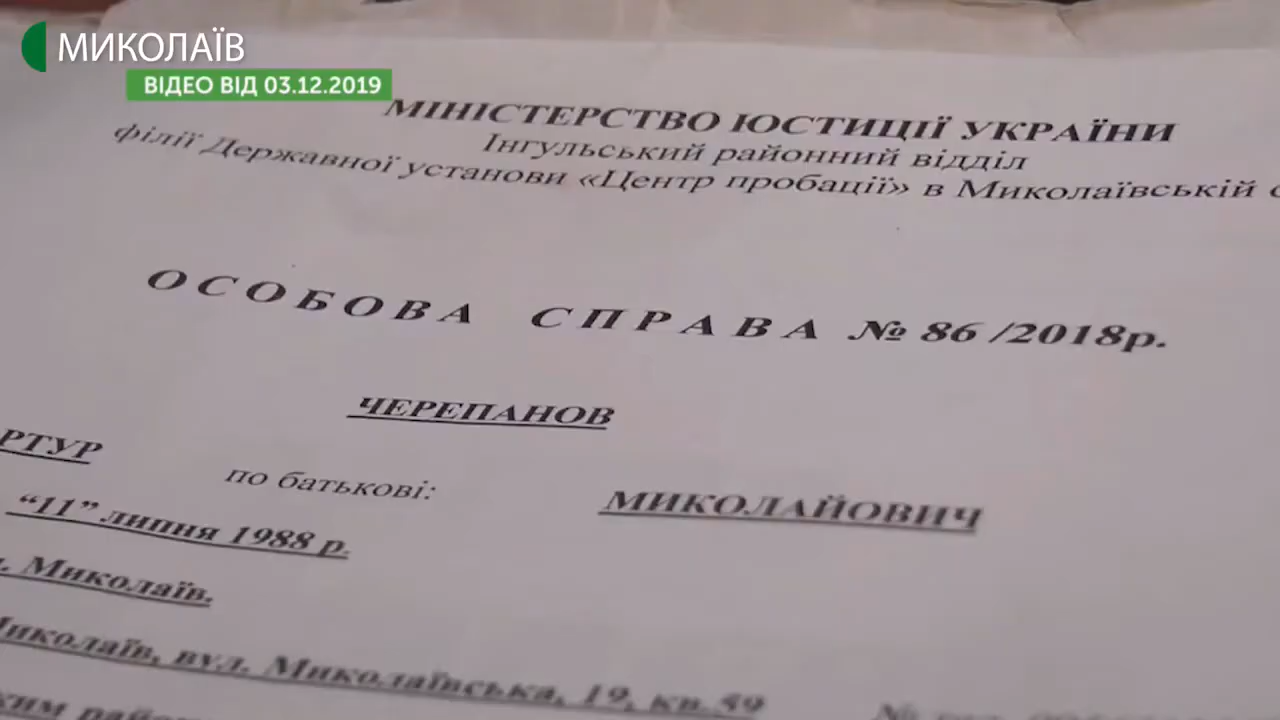 МИКОЛАЇВ
ВІДЕО ВІД 03.12.2019
МІНІСТЕРСТВО ЮСТИЦІЇ УКРАЇНИ
Інгульський районний відділ
філії Державної установи «Центр пробації» в Миколаївській
ОСОБОВА СПРАВА № 86 /2018р.
ЧЕРЕПАНОВ
РТУР по батькові: МИКОЛАЙОВИЧ
“11” липня 1988 р.
. Миколаїв.
Миколаїв, вул. Миколаївська, 19, кв.59